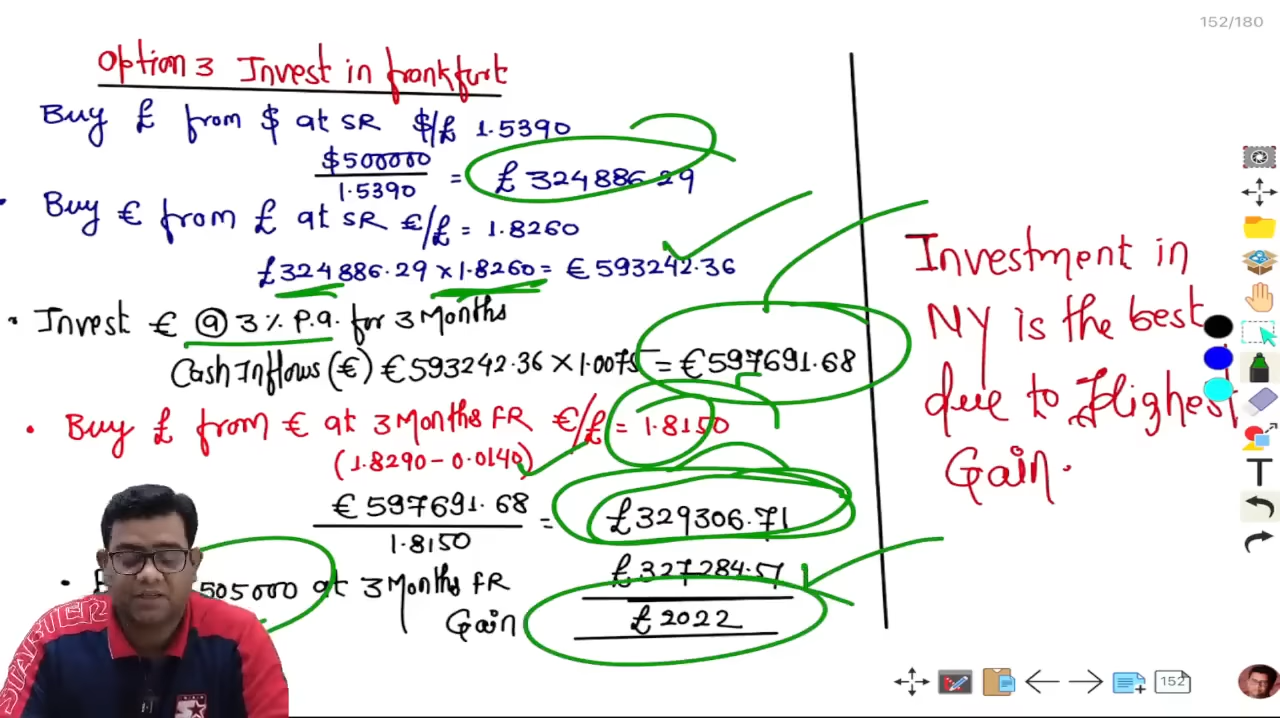 152/180
Option 3 Invest in frankfurt
Buy £ from $ at SR $/£ 1.5390
$500000
1.5390
= £324886.29
Buy € from £ at SR €/£ = 1.8260
£324886.29 × 1.8260 = €593242.36
• Invest € @ 3% P.a. for 3 Months
Cash Inflows (€) €593242.36 × 1.0075 = €597691.68
• Buy £ from € at 3 Months FR €/£ = 1.8150
(1.8290 - 0.0140)
€597691.68
1.8150
= £329306.71
505000 at 3 Months FR
£327284.51
Gain £2022
Investment in
NY is the best
due to Highest
Gain.
STARTER
T
152